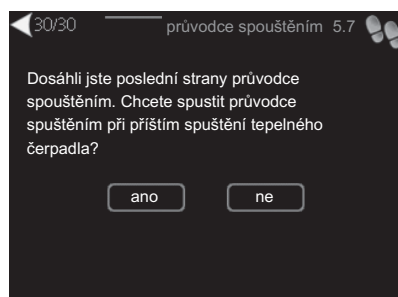 30/30 průvodce spouštěním 5.7
Dosáhli jste poslední strany průvodce
spouštěním. Chcete spustit průvodce
spuštěním při příštím spuštění tepelného
čerpadla?
ano ne